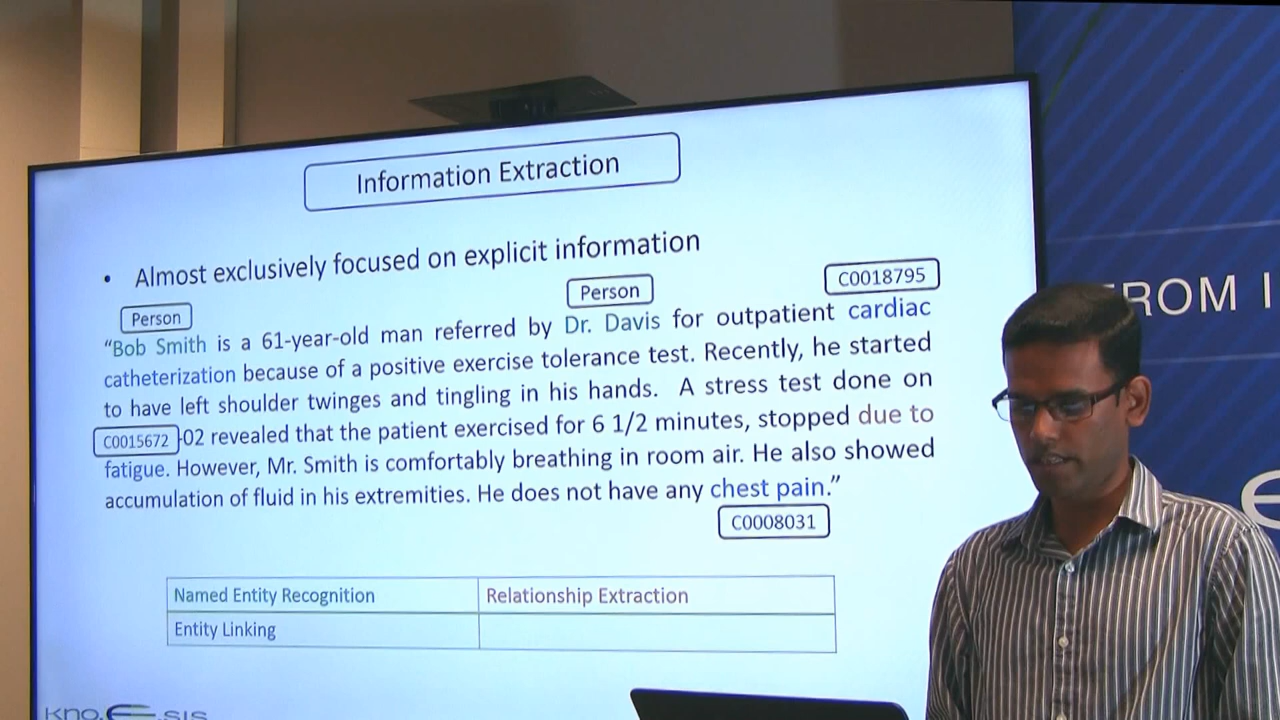 Information Extraction
• Almost exclusively focused on explicit information
Person
Person
C0018795
“Bob Smith is a 61-year-old man referred by Dr. Davis for outpatient cardiac
catheterization because of a positive exercise tolerance test. Recently, he started
to have left shoulder twinges and tingling in his hands. A stress test done on
C0015672
-02 revealed that the patient exercised for 6 1/2 minutes, stopped due to
fatigue. However, Mr. Smith is comfortably breathing in room air. He also showed
accumulation of fluid in his extremities. He does not have any chest pain.”
C0008031
Named Entity Recognition
Relationship Extraction
Entity Linking
kno.e.sis
ROM I